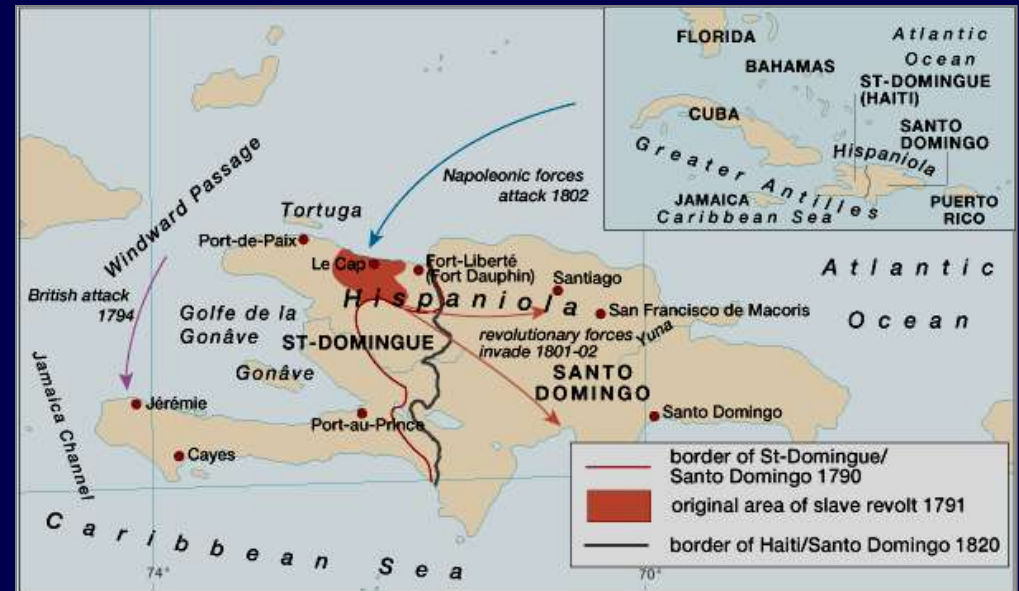 FLORIDA
Atlantic
Ocean
BAHAMAS
ST-DOMINGUE
(HAITI)
CUBA
SANTO
DOMINGO
Hispaniola
Greater Antilles
JAMAICA
Caribbean Sea
PUERTO
RICO
Windward Passage
Napoleonic forces
attack 1802
Tortuga
Port-de-Paix
Le Cap
Fort-Liberté
(Fort Dauphin)
Santiago
Atlantic
Ocean
British attack
1794
Hispaniola
San Francisco de Macoris
Golfe de la
Gonâve
ST-DOMINGUE
revolutionary forces
invade 1801-02
Yuna
Gonâve
SANTO
DOMINGO
Jamaica Channel
Jérémie
Port-au-Prince
Santo Domingo
Cayes
border of St-Domingue/
Santo Domingo 1790
original area of slave revolt 1791
border of Haiti/Santo Domingo 1820
Caribbean Sea
74°
70°